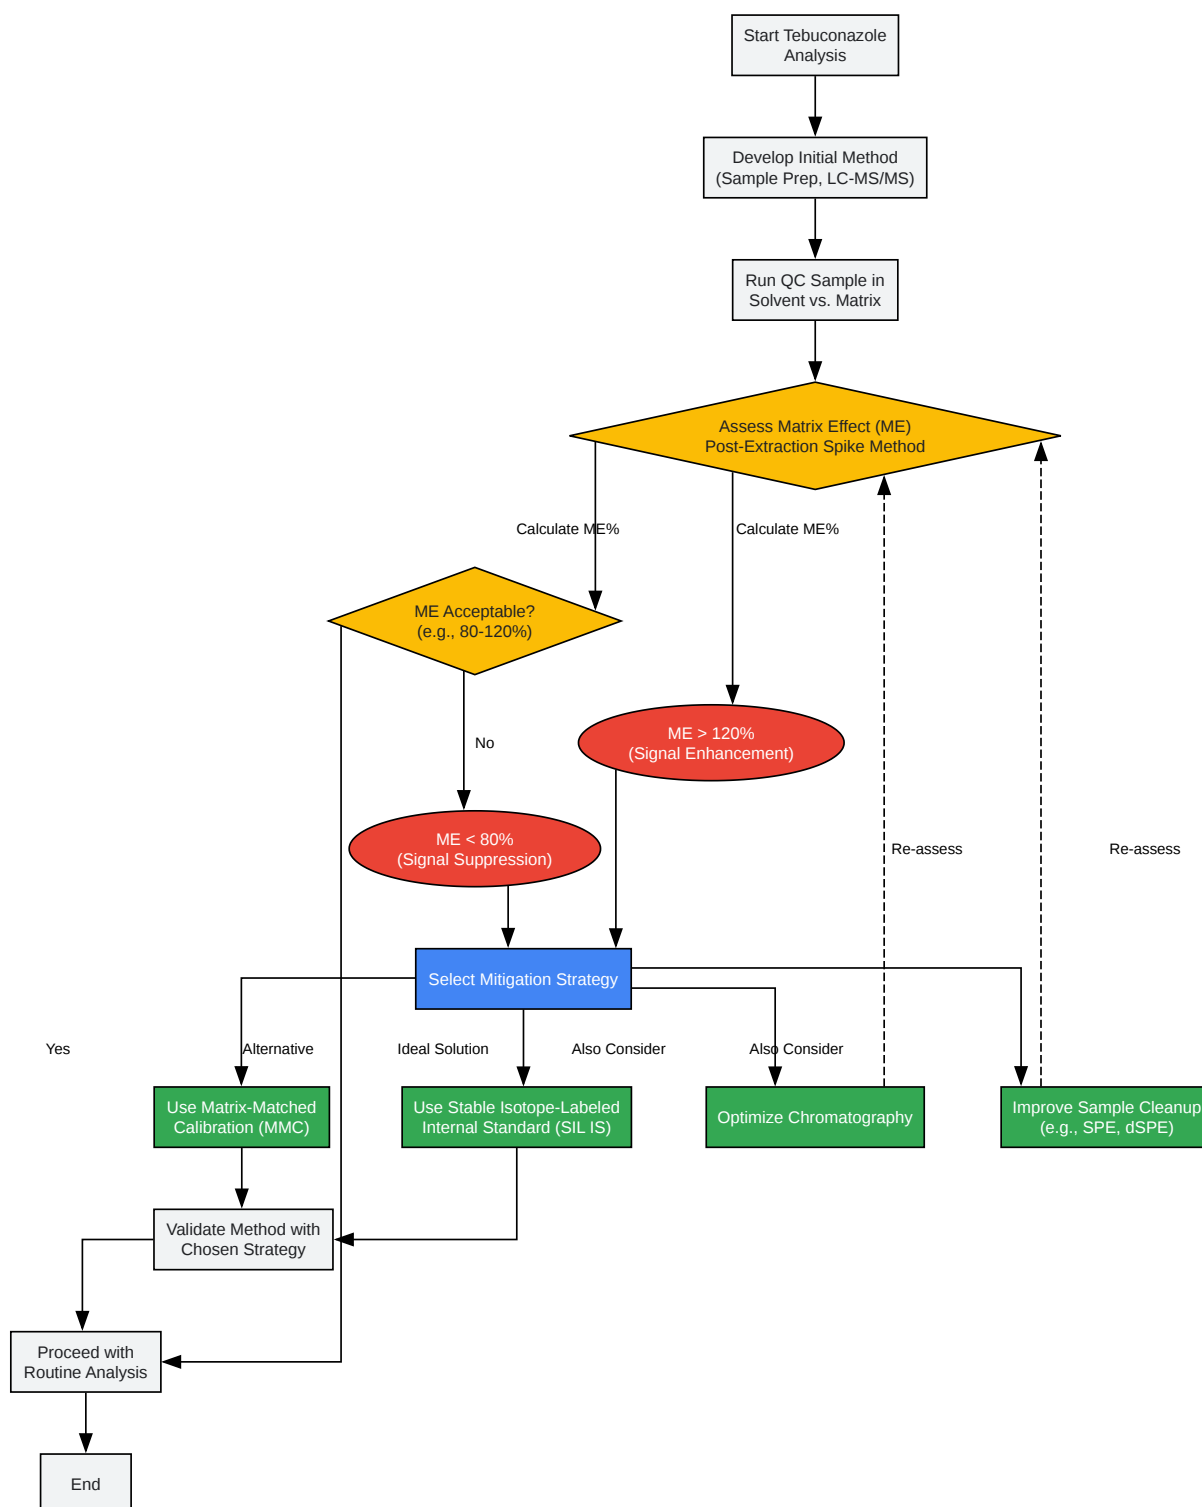 Start Tebuconazole
Analysis
Develop Initial Method
(Sample Prep, LC-MS/MS)
Run QC Sample in
Solvent vs. Matrix
Assess Matrix Effect (ME)
Post-Extraction Spike Method
Calculate ME%
Calculate ME%
ME Acceptable?
(e.g., 80-120%)
No
ME > 120%
(Signal Enhancement)
ME < 80%
(Signal Suppression)
Re-assess
Re-assess
Select Mitigation Strategy
Yes
Alternative
Ideal Solution
Also Consider
Also Consider
Use Matrix-Matched
Calibration (MMC)
Use Stable Isotope-Labeled
Internal Standard (SIL IS)
Optimize Chromatography
Improve Sample Cleanup
(e.g., SPE, dSPE)
Validate Method with
Chosen Strategy
Proceed with
Routine Analysis
End